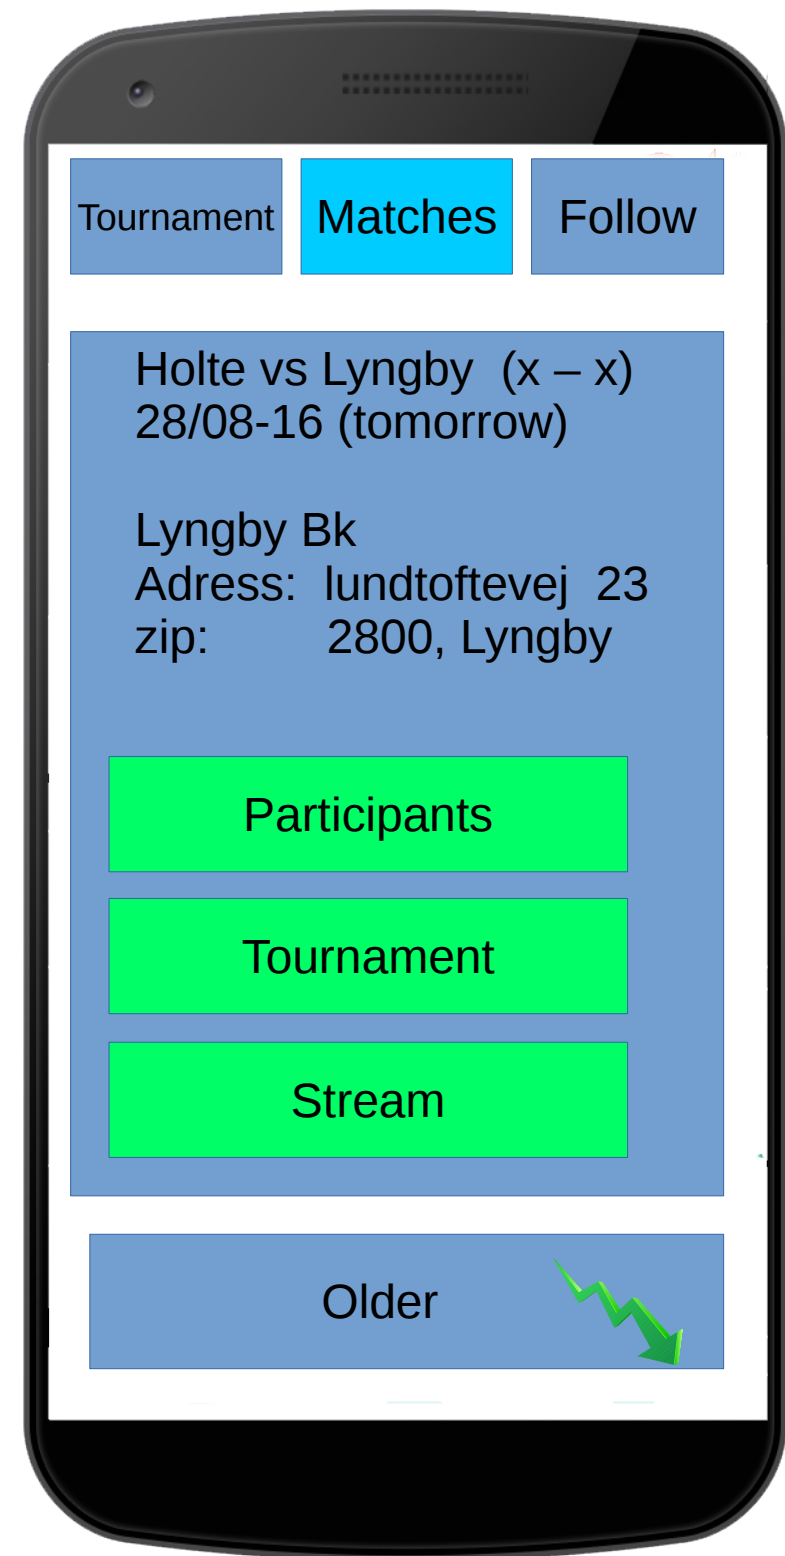 Tournament Matches Follow
Holte vs Lyngby (x – x)
28/08-16 (tomorrow)
Lyngby Bk
Adress: lundtoftevej 23
zip: 2800, Lyngby
Participants
Tournament
Stream
Older